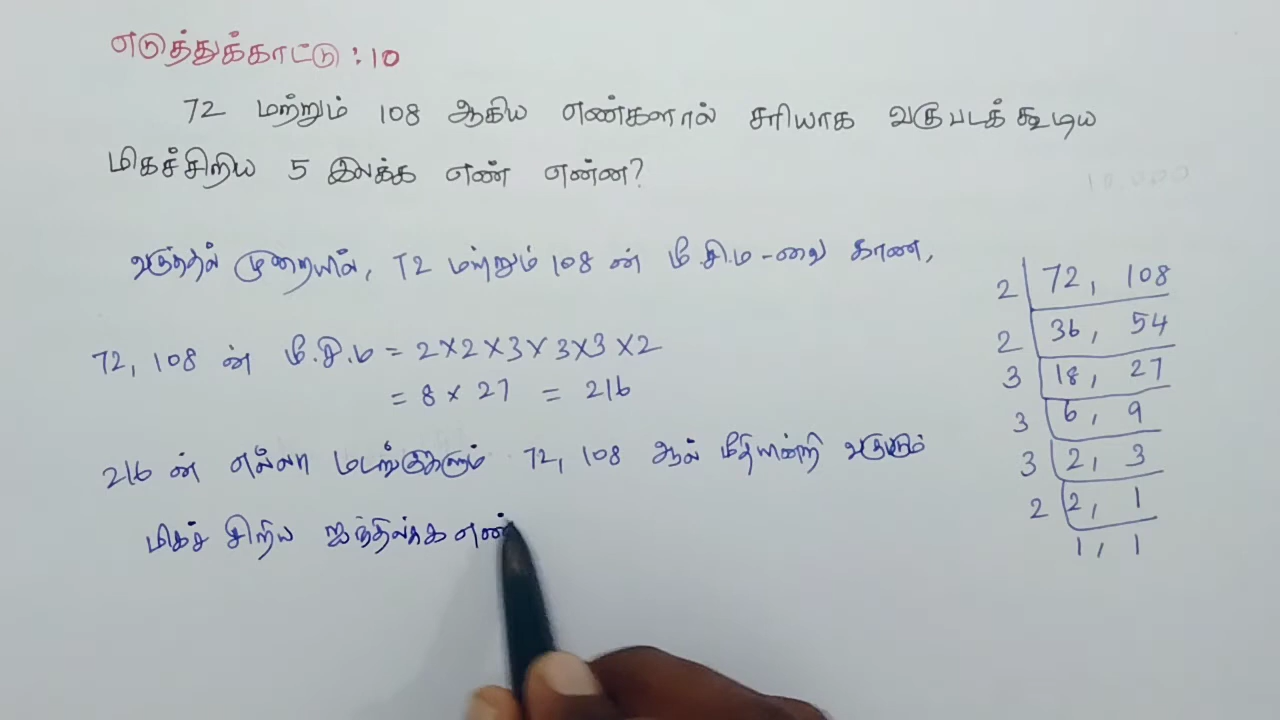 எடுத்துக்காட்டு : 10
72 மற்றும் 108 ஆகிய எண்களால் சரியாக வகுபடக் கூடிய
மிகச்சிறிய 5 இலக்க எண் என்ன?
10,000
வகுத்தல் முறையில், 72 மற்றும் 108 ன் மீ.சி.ம - வை காண,
72, 108 ன் மீ.சி.ம = 2×2×3×3×3×2
= 8 × 27 = 216
216 ன் எல்லா மடங்குகளும் 72, 108 ஆல் மீதியின்றி வகுபடும்
மிகச் சிறிய ஐந்திலக்க எண்
2 72, 108
2 36, 54
3 18, 27
3 6, 9
3 2, 3
2 2, 1
1, 1